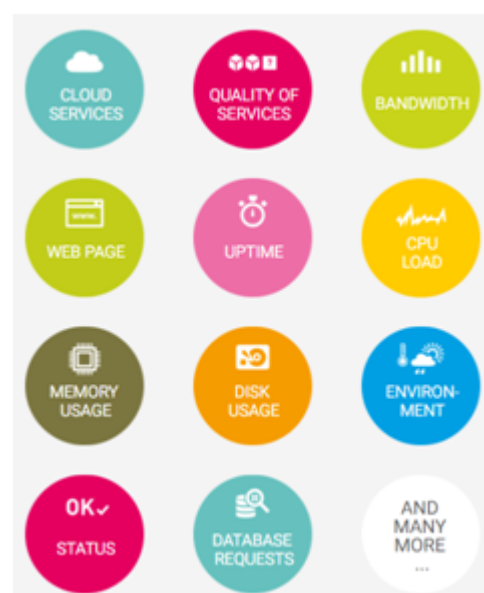 CLOUD
SERVICES
QUALITY OF
SERVICES
BANDWIDTH
WWW.
WEB PAGE
UPTIME
CPU
LOAD
MEMORY
USAGE
DISK
USAGE
ENVIRON-
MENT
OK
STATUS
DATABASE
REQUESTS
AND
MANY
MORE
...